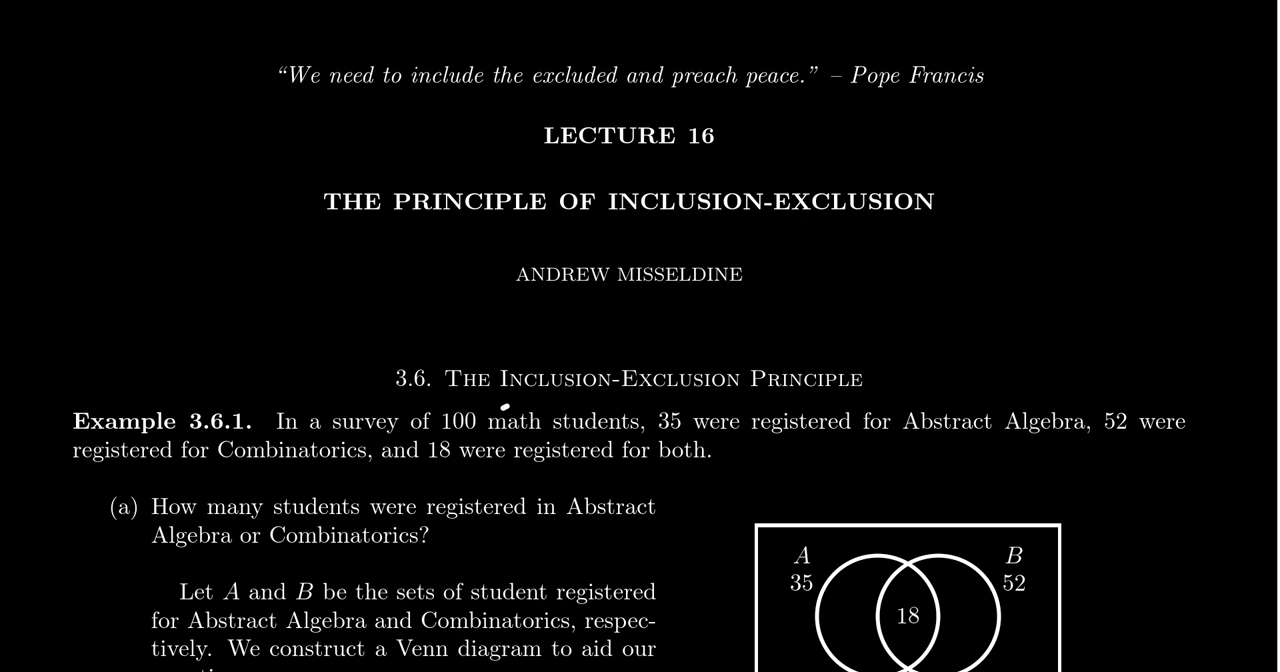 “We need to include the excluded and preach peace.” – Pope Francis
LECTURE 16
THE PRINCIPLE OF INCLUSION-EXCLUSION
ANDREW MISSELDINE
3.6. The Inclusion-Exclusion Principle
Example 3.6.1. In a survey of 100 math students, 35 were registered for Abstract Algebra, 52 were
registered for Combinatorics, and 18 were registered for both.
(a) How many students were registered in Abstract
Algebra or Combinatorics?
Let A and B be the sets of student registered
for Abstract Algebra and Combinatorics, respec-
tively. We construct a Venn diagram to aid our
A
35
B
52
18